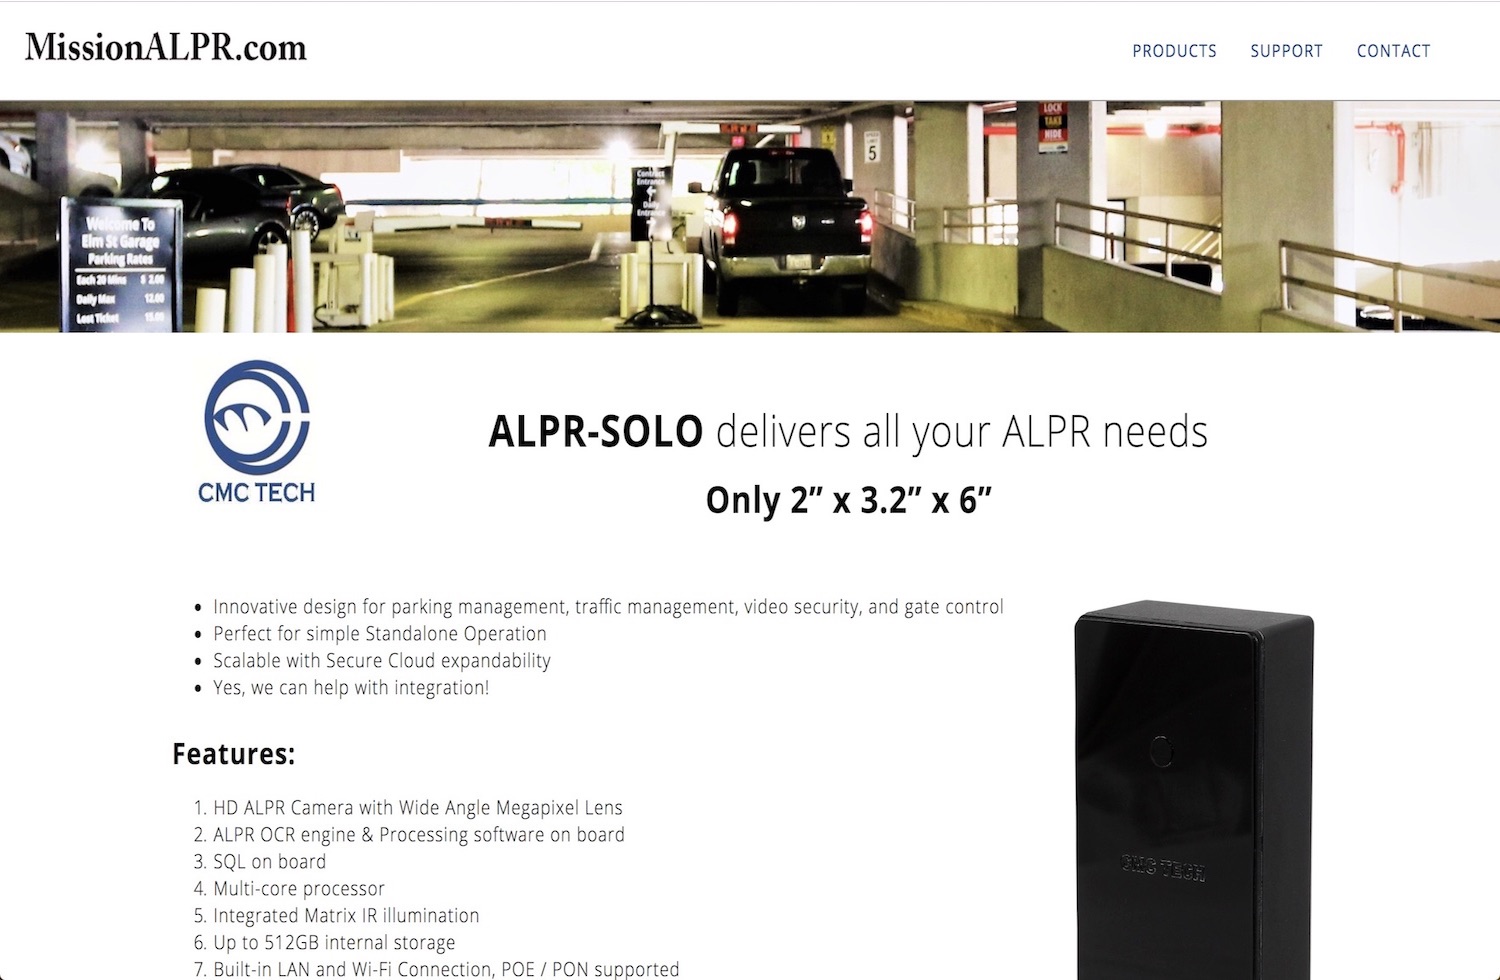 MissionALPR.com
PRODUCTS SUPPORT CONTACT
LOCK
TAKE
HIDE
SPEED
LIMIT
5
Contract
Entrance
Daily
Entrance
Welcome To
Elm St Garage
Parking Rates
Each 20 Mins $ 2.00
Daily Max 12.00
Lost Ticket 15.00
CMC TECH
ALPR-SOLO delivers all your ALPR needs
Only 2” x 3.2” x 6”
• Innovative design for parking management, traffic management, video security, and gate control
• Perfect for simple Standalone Operation
• Scalable with Secure Cloud expandability
• Yes, we can help with integration!
Features:
1. HD ALPR Camera with Wide Angle Megapixel Lens
2. ALPR OCR engine & Processing software on board
3. SQL on board
4. Multi-core processor
5. Integrated Matrix IR illumination
6. Up to 512GB internal storage
7. Built-in LAN and Wi-Fi Connection, POE / PON supported
CMC TECH